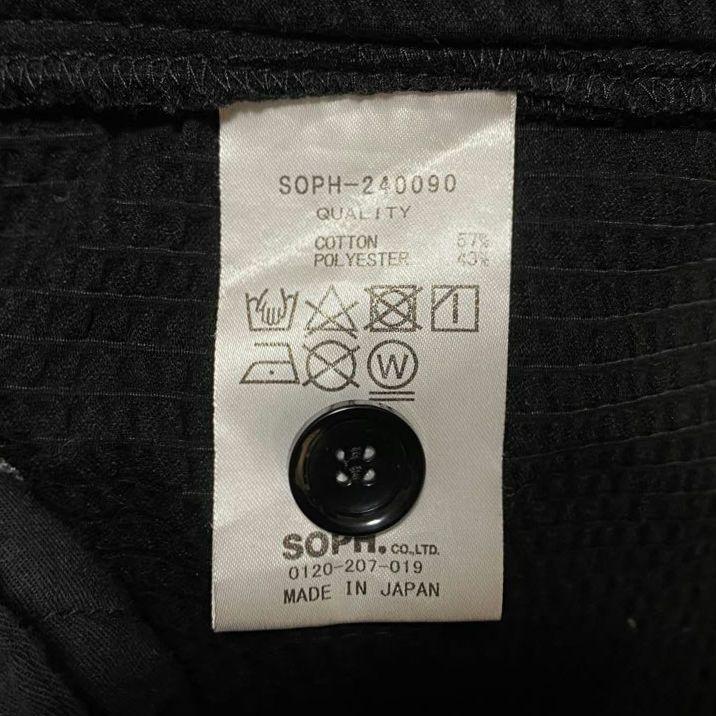 SOPH-240090
QUALITY
COTTON 57%
POLYESTER 43%
W
SOPH. CO.,LTD.
0120-207-019
MADE IN JAPAN